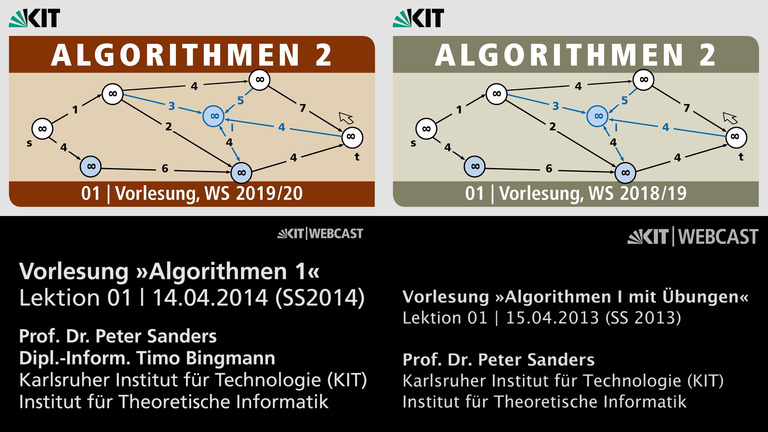 KIT
ALGORITHMEN 2
∞
4
∞
1
3
5
7
∞
2
∞
1
4
4
∞
s
4
∞
6
∞
4
t
01 | Vorlesung, WS 2019/20
KIT
ALGORITHMEN 2
∞
4
∞
1
3
5
7
∞
2
∞
1
4
4
∞
s
4
∞
6
∞
4
t
01 | Vorlesung, WS 2018/19
KIT | WEBCAST
Vorlesung »Algorithmen 1«
Lektion 01 | 14.04.2014 (SS2014)
Prof. Dr. Peter Sanders
Dipl.-Inform. Timo Bingmann
Karlsruher Institut für Technologie (KIT)
Institut für Theoretische Informatik
KIT | WEBCAST
Vorlesung »Algorithmen I mit Übungen«
Lektion 01 | 15.04.2013 (SS 2013)
Prof. Dr. Peter Sanders
Karlsruher Institut für Technologie (KIT)
Institut für Theoretische Informatik